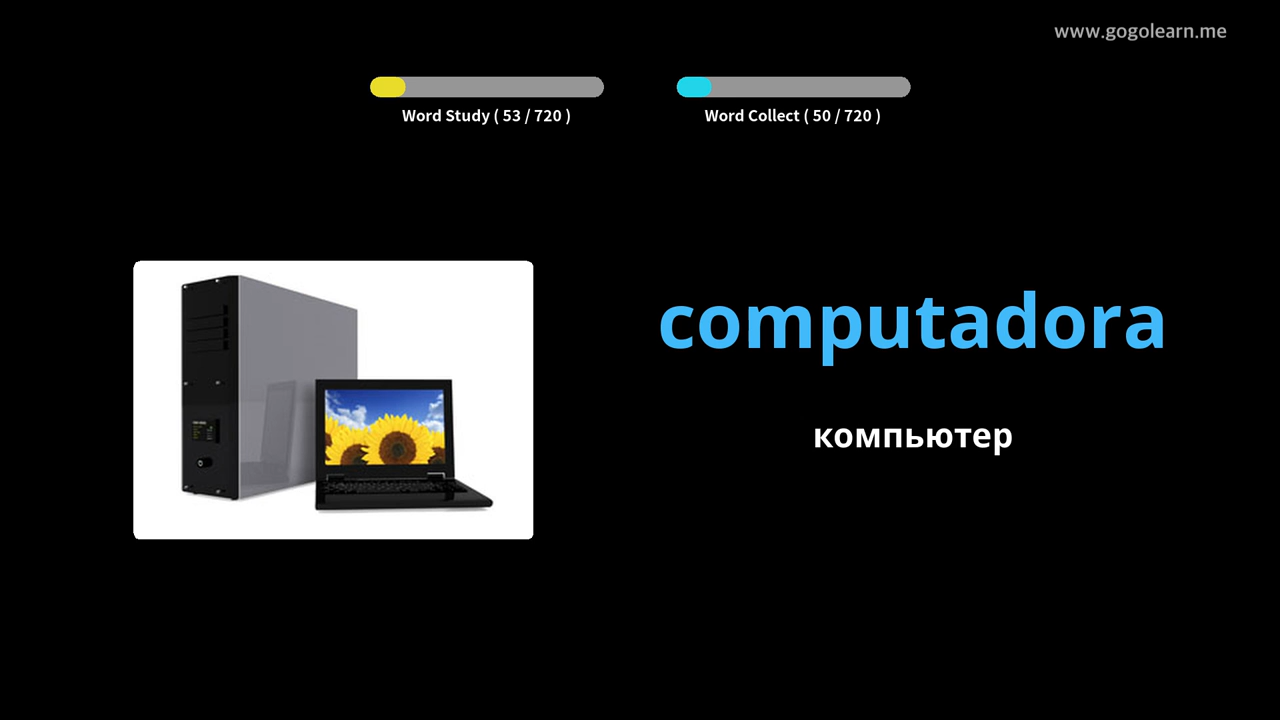 www.gogolearn.me
Word Study ( 53 / 720 )
Word Collect ( 50 / 720 )
computadora
компьютер